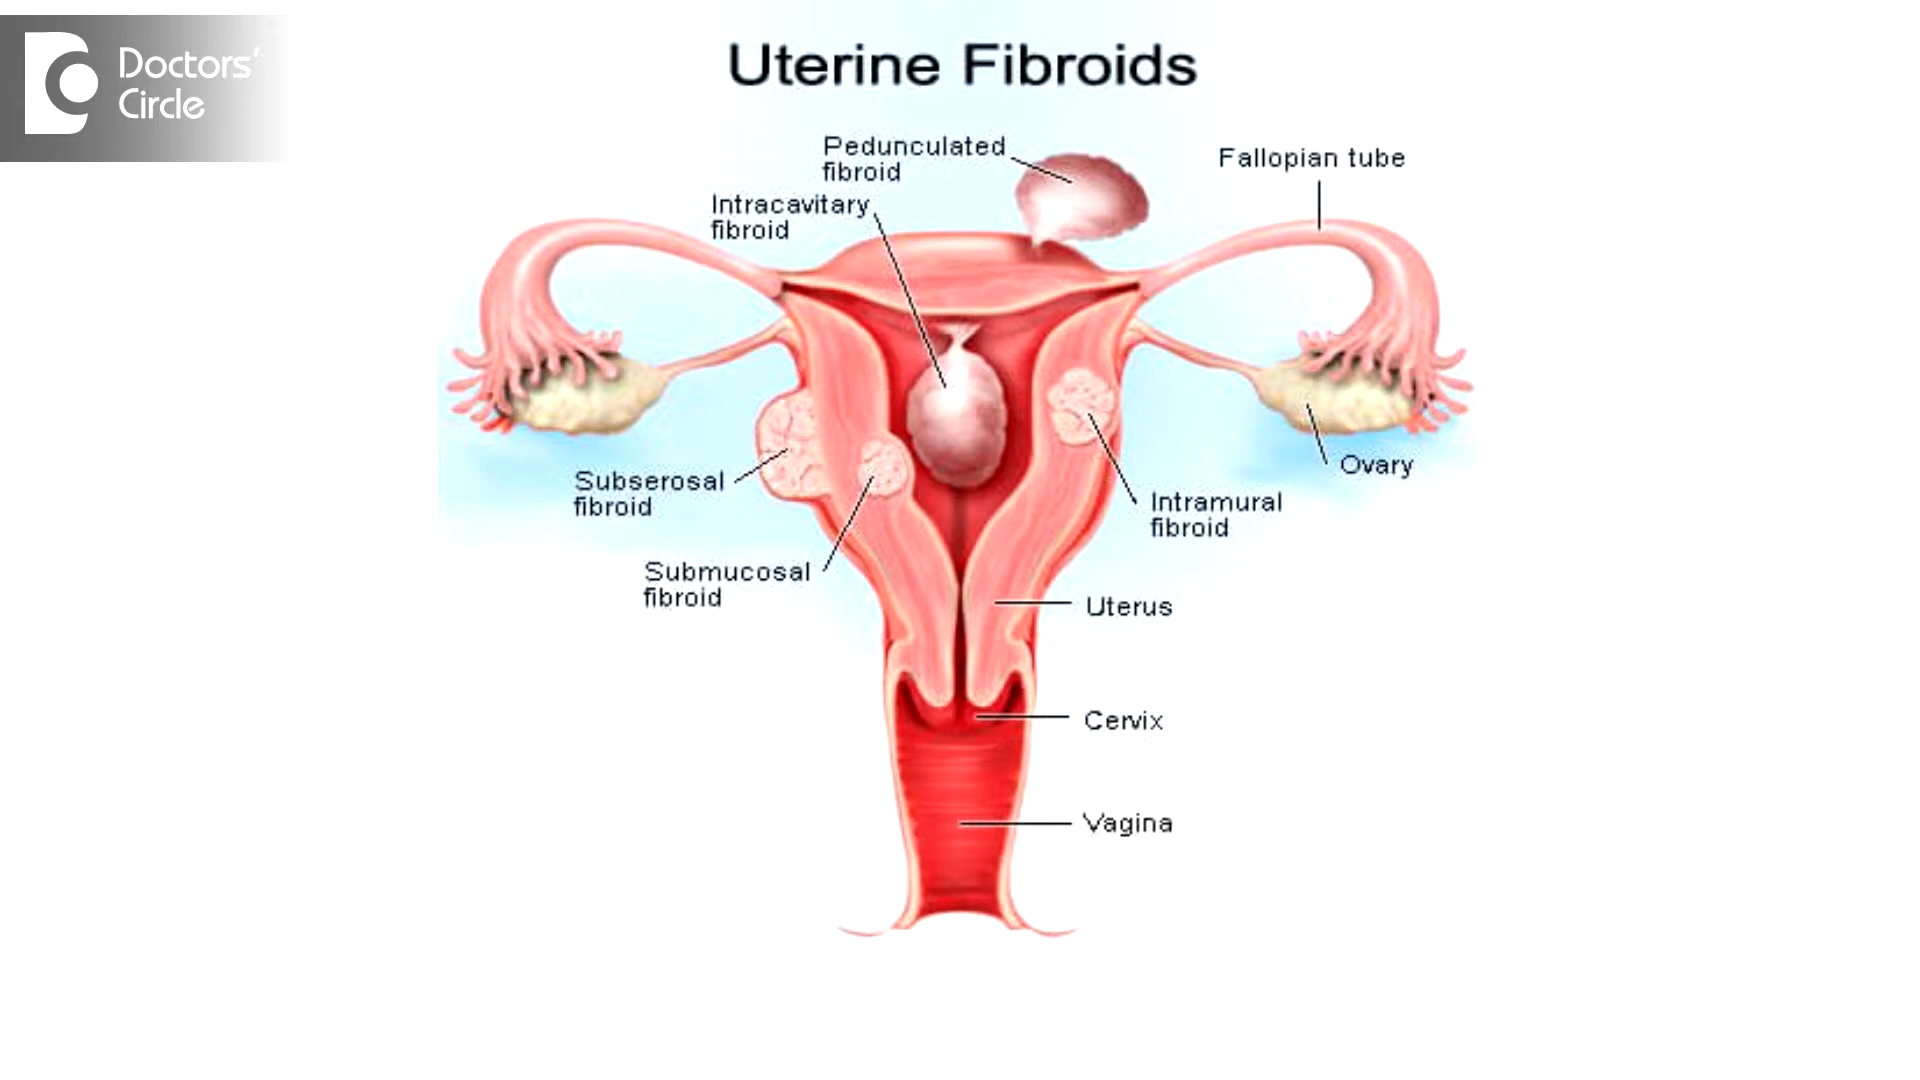 Doctors'
Circle
Uterine Fibroids
Pedunculated
fibroid
Fallopian tube
Intracavitary
fibroid
Subserosal
fibroid
Ovary
Intramural
fibroid
Submucosal
fibroid
Uterus
Cervix
Vagina